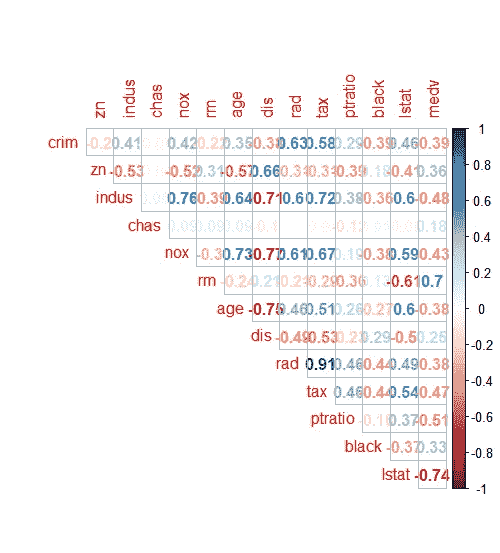 zn indus chas nox rm age dis rad tax ptratio black lstat medv
crim -0.2 0.41 0.42 -0.22 0.35 -0.38 0.63 0.58 0.29 -0.39 0.46 -0.39
zn -0.53 -0.52 0.31 -0.57 0.66 -0.31 -0.31 -0.39 0.18 -0.41 0.36
indus 0.76 -0.39 0.64 -0.71 0.6 0.72 0.38 -0.36 0.6 -0.48
chas 0.09 0.09 0.09 -0.1 -0.12 0.18
nox -0.3 0.73 -0.77 0.61 0.67 0.19 -0.38 0.59 -0.43
rm -0.24 0.21 -0.21 -0.29 -0.36 0.13 -0.61 0.7
age -0.75 0.46 0.51 0.26 -0.27 0.6 -0.38
dis -0.49 -0.53 -0.23 0.29 -0.5 0.25
rad 0.91 0.46 -0.44 0.49 -0.38
tax 0.46 -0.44 0.54 -0.47
ptratio -0.18 0.37 -0.51
black -0.37 0.33
lstat -0.74
1
0.8
0.6
0.4
0.2
0
-0.2
-0.4
-0.6
-0.8
-1